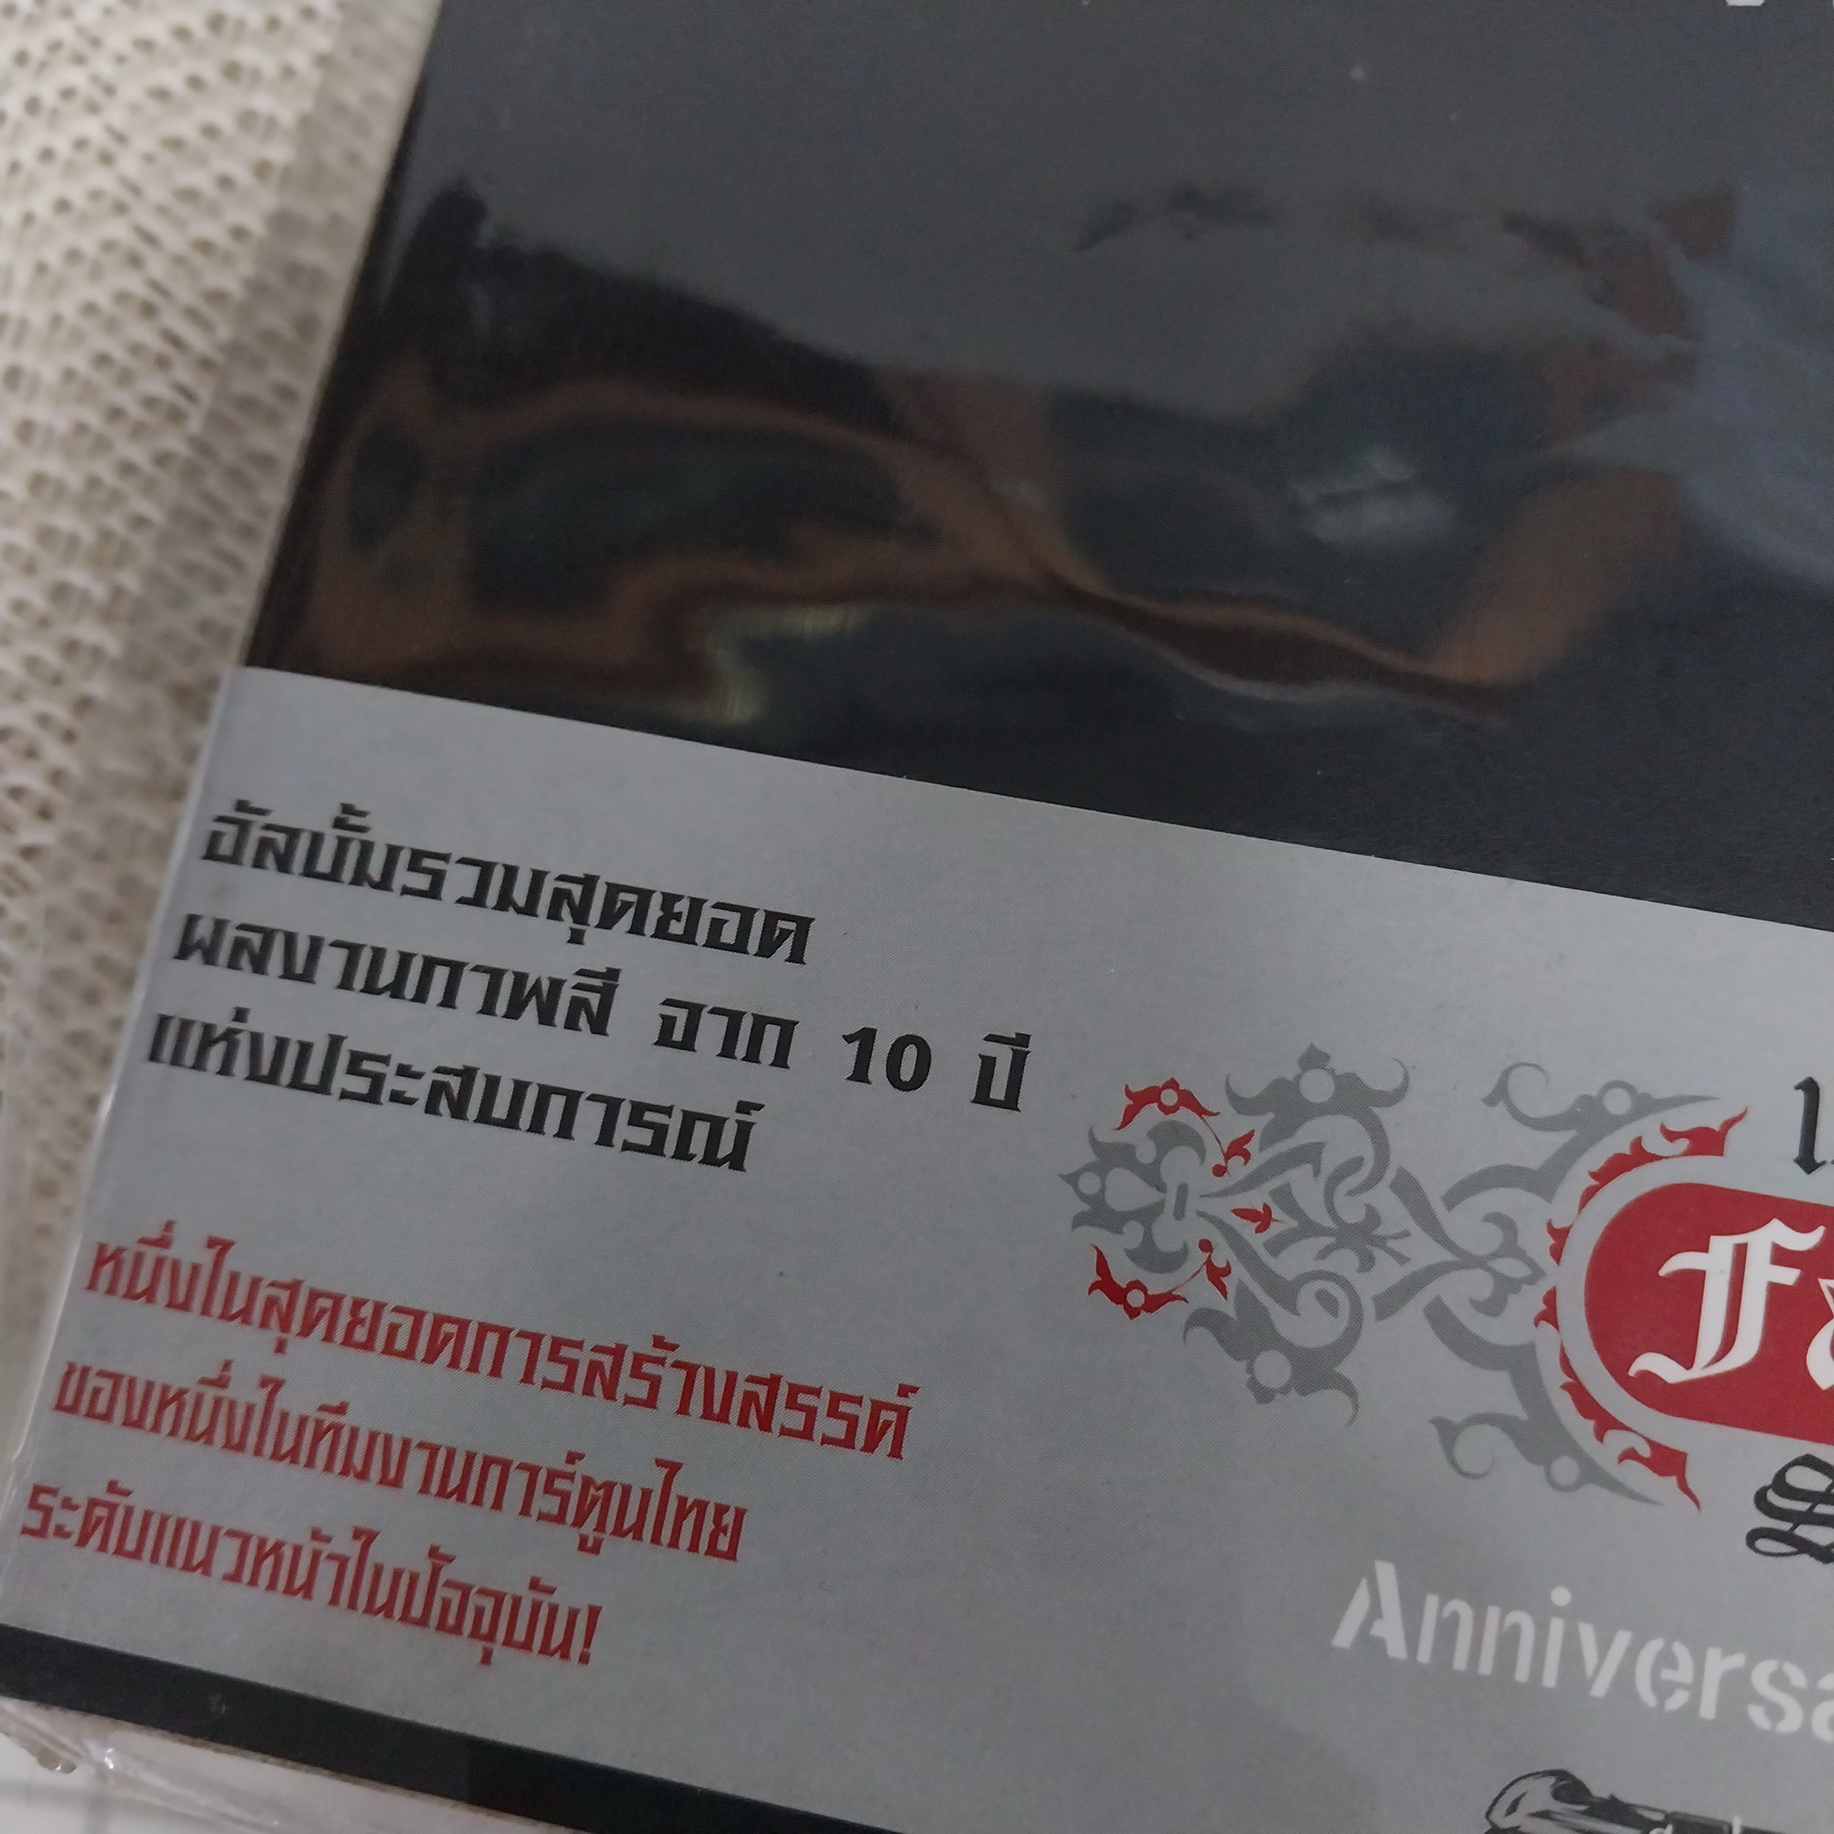 อัลบั้มรวมสุดยอด
ผลงานภาพสี จาก 10 ปี
แห่งประสบการณ์
หนึ่งในสุดยอดการสร้างสรรค์
ของหนึ่งในทีมงานการ์ตูนไทย
ระดับแนวหน้าในปัจจุบัน!